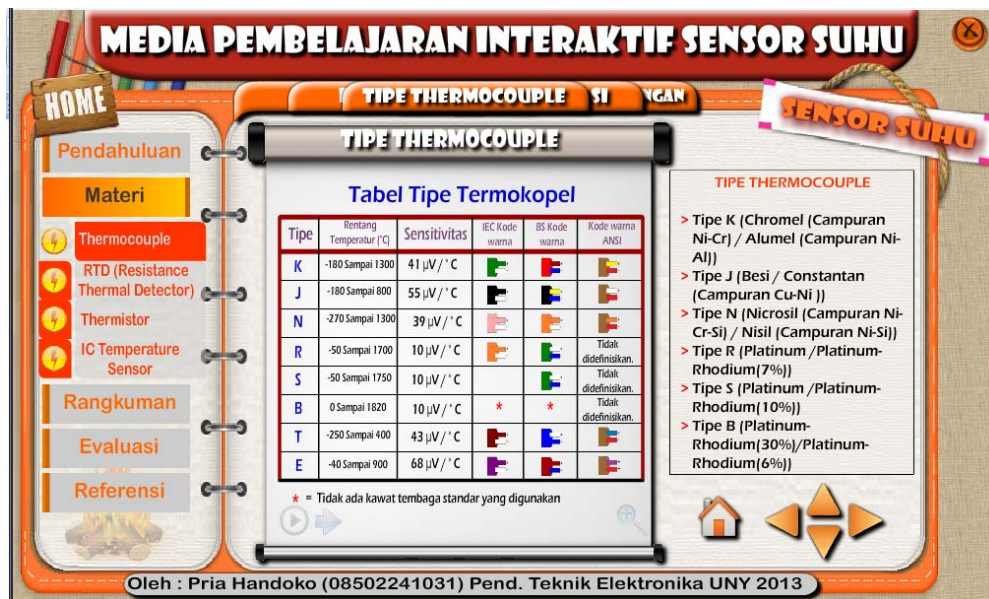 MEDIA PEMBELAJARAN INTERAKTIF SENSOR SUHU
HOME
TIPE THERMOCOUPLE
SI
NGAN
SENSOR SUHU
Pendahuluan
Materi
Thermocouple
RTD (Resistance
Thermal Detector)
Thermistor
IC Temperature
Sensor
Rangkuman
Evaluasi
Referensi
TIPE THERMOCOUPLE
Tabel Tipe Termokopel
Tipe Rentang Temperatur (°C) Sensitivitas IEC Kode warna BS Kode warna Kode warna ANSI
K -180 Sampai 1300 41 µV/°C
J -180 Sampai 800 55 µV/°C
N -270 Sampai 1300 39 µV/°C
R -50 Sampai 1700 10 µV/°C Tidak didefinisikan.
S -50 Sampai 1750 10 µV/°C Tidak didefinisikan.
B 0 Sampai 1820 10 µV/°C * * Tidak didefinisikan.
T -250 Sampai 400 43 µV/°C
E -40 Sampai 900 68 µV/°C
* = Tidak ada kawat tembaga standar yang digunakan
TIPE THERMOCOUPLE
> Tipe K (Chromel (Campuran
Ni-Cr) / Alumel (Campuran Ni-
Al))
> Tipe J (Besi / Constantan
(Campuran Cu-Ni ))
> Tipe N (Nicrosil (Campuran Ni-
Cr-Si) / Nisil (Campuran Ni-Si))
> Tipe R (Platinum /Platinum-
Rhodium(7%))
> Tipe S (Platinum /Platinum-
Rhodium(10%))
> Tipe B (Platinum-
Rhodium(30%)/Platinum-
Rhodium(6%))
Oleh : Pria Handoko (08502241031) Pend. Teknik Elektronika UNY 2013